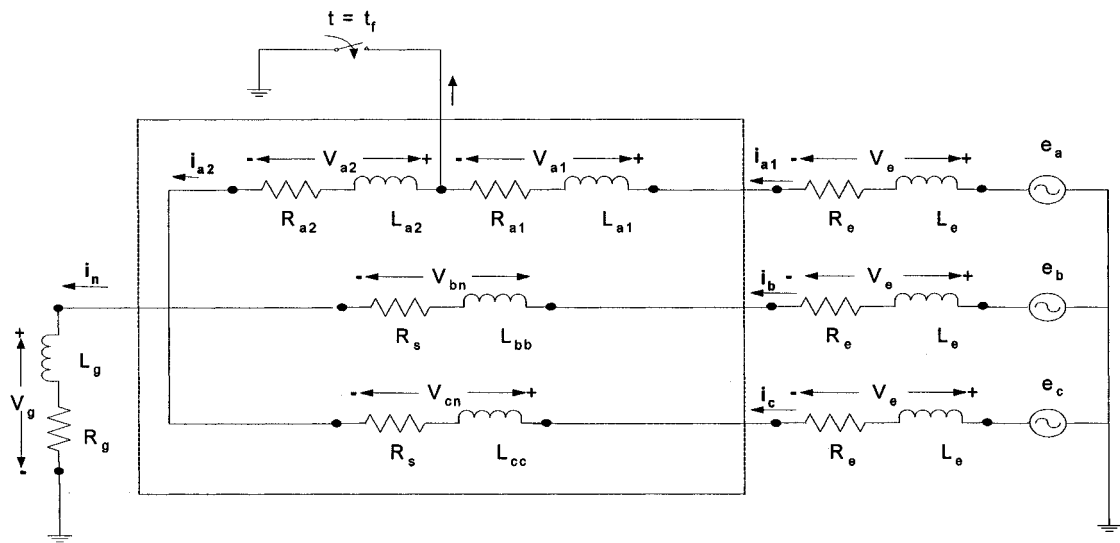 t = t_f
i_a2
- V_a2 +
- V_a1 +
i_a1
- V_e +
e_a
R_a2
L_a2
R_a1
L_a1
R_e
L_e
i_n
- V_bn
i_b
- V_e +
e_b
+
L_g
R_s
L_bb
R_e
L_e
V_g
- V_cn +
i_c
- V_e +
e_c
R_g
-
R_s
L_cc
R_e
L_e